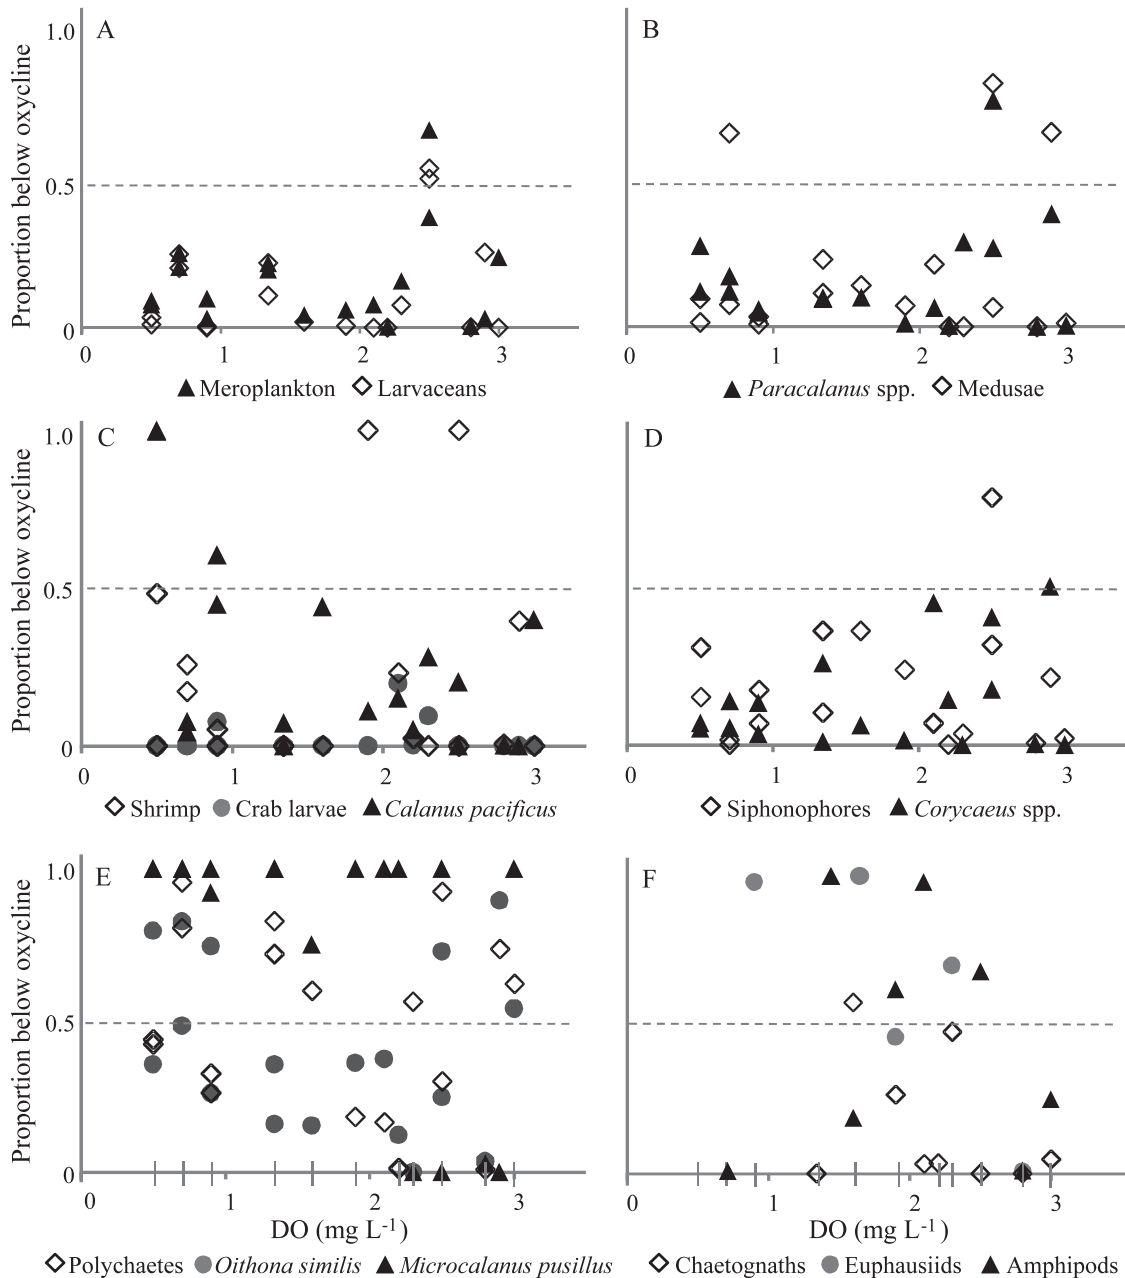 A
B
1.0
0.5
0
Proportion below oxycline
0 1 2 3
0 1 2 3
Meroplankton Larvaceans
Paracalanus spp. Medusae
C
D
1.0
0.5
0
Proportion below oxycline
0 1 2 3
0 1 2 3
Shrimp Crab larvae Calanus pacificus
Siphonophores Corycaeus spp.
E
F
1.0
0.5
0
Proportion below oxycline
0 1 2 3
0 1 2 3
DO (mg L-1)
DO (mg L-1)
Polychaetes Oithona similis Microcalanus pusillus
Chaetognaths Euphausiids Amphipods